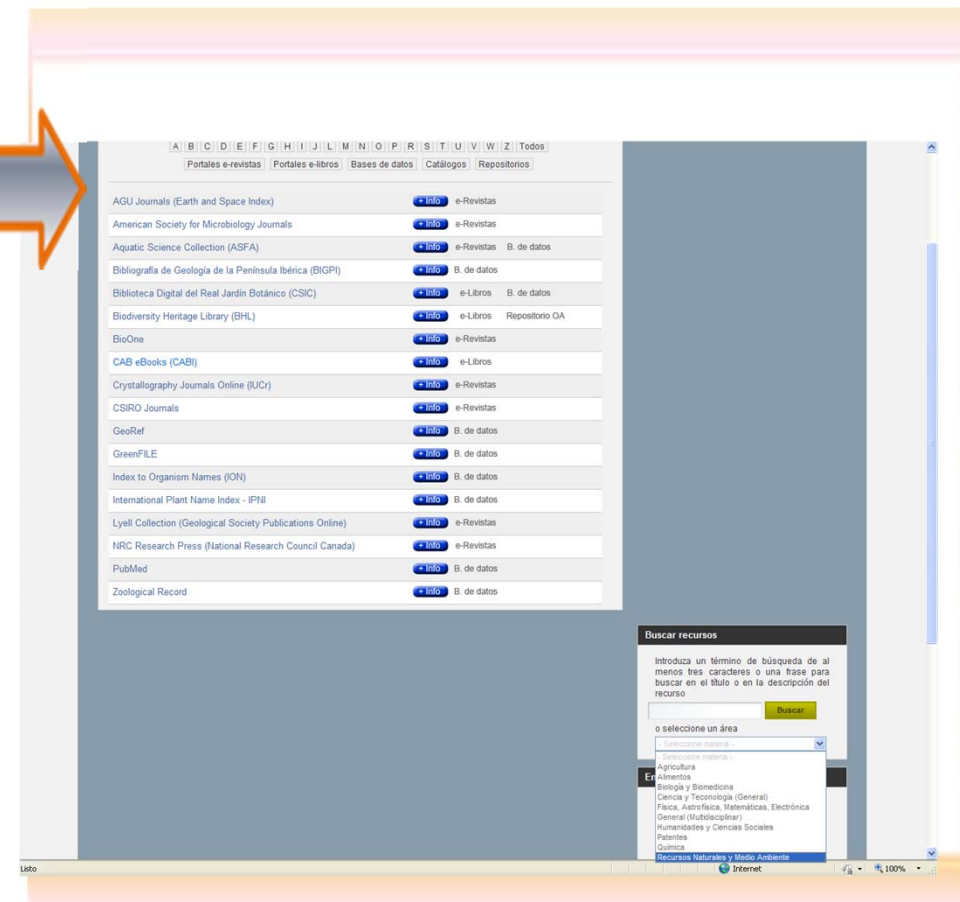 A B C D E F G H I J L M N O P R S T U V W Z Todos
Portales e-revistas Portales e-libros Bases de datos Catálogos Repositorios
AGU Journals (Earth and Space Index) + Info e-Revistas
American Society for Microbiology Journals + Info e-Revistas
Aquatic Science Collection (ASFA) + Info e-Revistas B. de datos
Bibliografía de Geología de la Península Ibérica (BIGPI) + Info B. de datos
Biblioteca Digital del Real Jardín Botánico (CSIC) + Info e-Libros B. de datos
Biodiversity Heritage Library (BHL) + Info e-Libros Repositorio OA
BioOne + Info e-Revistas
CAB eBooks (CABI) + Info e-Libros
Crystallography Journals Online (IUCr) + Info e-Revistas
CSIRO Journals + Info e-Revistas
GeoRef + Info B. de datos
GreenFILE + Info B. de datos
Index to Organism Names (ION) + Info B. de datos
International Plant Name Index - IPNI + Info B. de datos
Lyell Collection (Geological Society Publications Online) + Info e-Revistas
NRC Research Press (National Research Council Canada) + Info e-Revistas
PubMed + Info B. de datos
Zoological Record + Info B. de datos
Buscar recursos
Introduza un término de búsqueda de al
menos tres caracteres o una frase para
buscar en el título o en la descripción del
recurso
Buscar
o seleccione un área
- Seleccione materia -
- Seleccione materia -
Agricultura
En
Alimentos
Biología y Biomedicina
Ciencia y Teconología (General)
Física, Astrofísica, Matemáticas, Electrónica
General (Multidisciplinar)
Humanidades y Ciencias Sociales
Patentes
Química
Recursos Naturales y Medio Ambiente
Listo Internet 100%